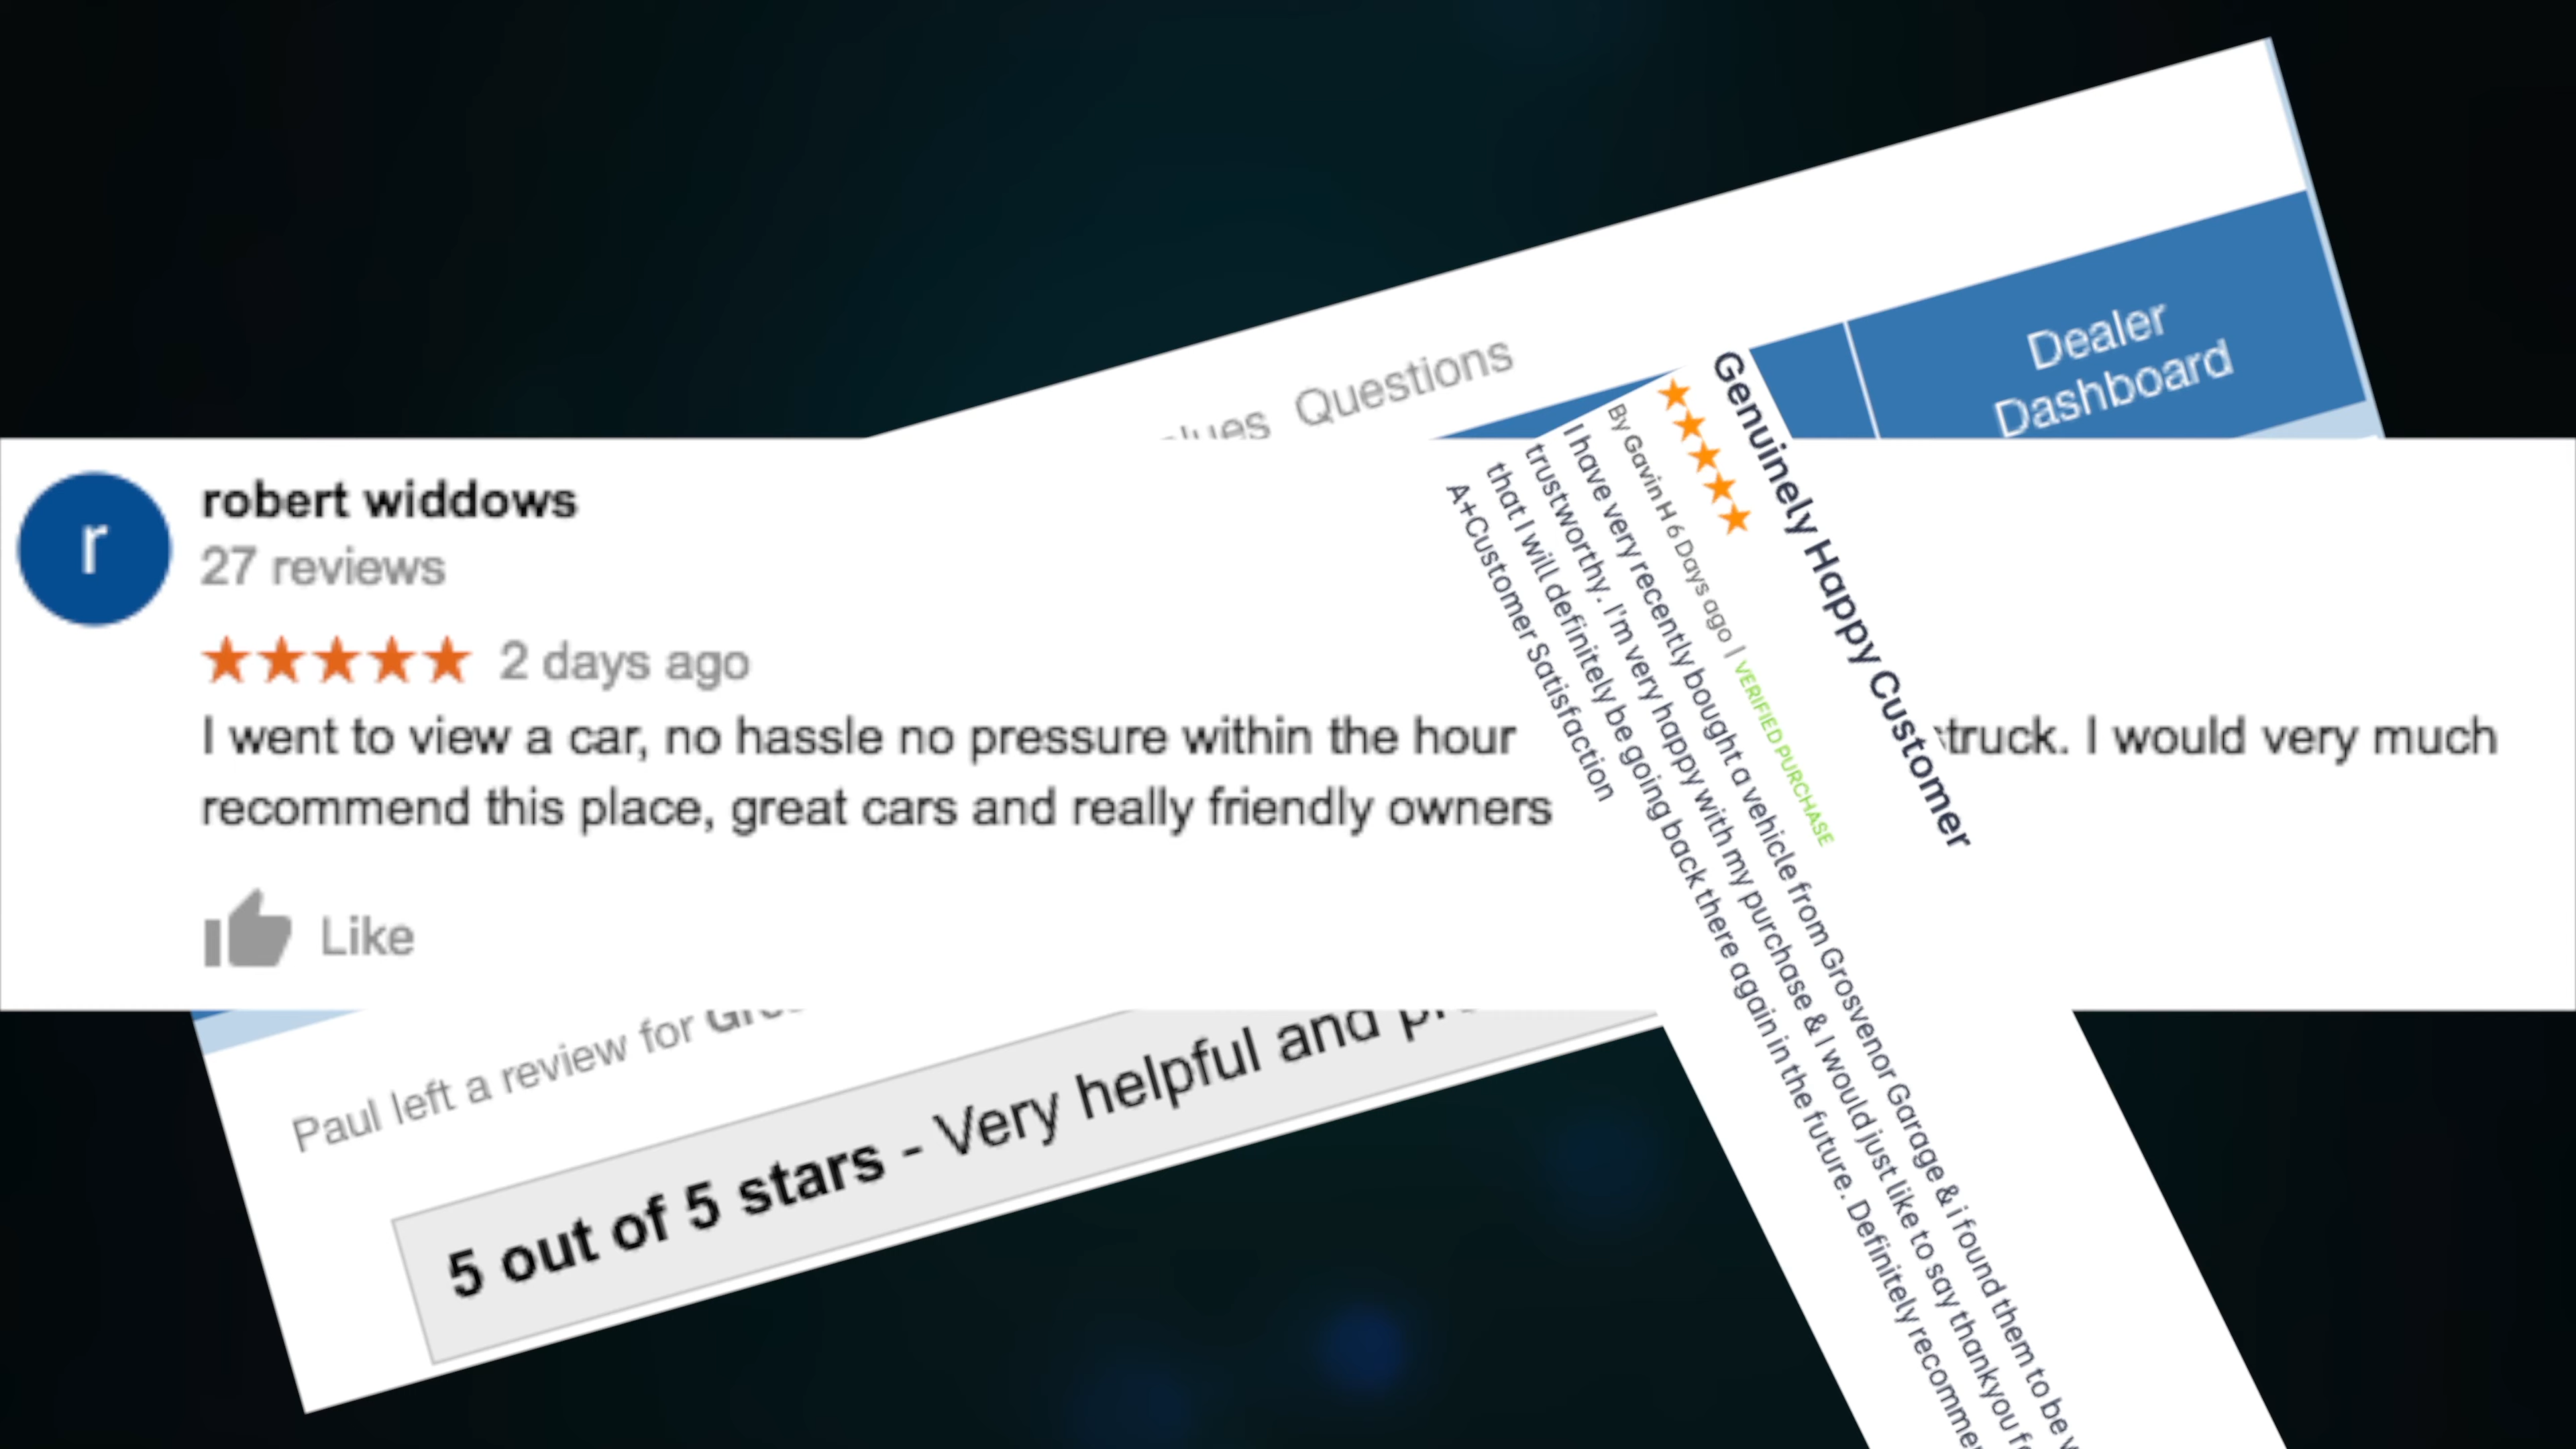 Questions
Dealer
Dashboard
r
robert widdows
27 reviews
2 days ago
I went to view a car, no hassle no pressure within the hour
truck. I would very much
recommend this place, great cars and really friendly owners
Like
Genuinely Happy Customer
By Gavin H 6 Days ago | VERIFIED PURCHASE
I have very recently bought a vehicle from Grosvenor Garage & i found them to be
trustworthy. I'm very happy with my purchase & I would just like to say thankyou
that I will definitely be going back there again in the future. Definitely
A+Customer Satisfaction
Paul left a review for
5 out of 5 stars - Very helpful and